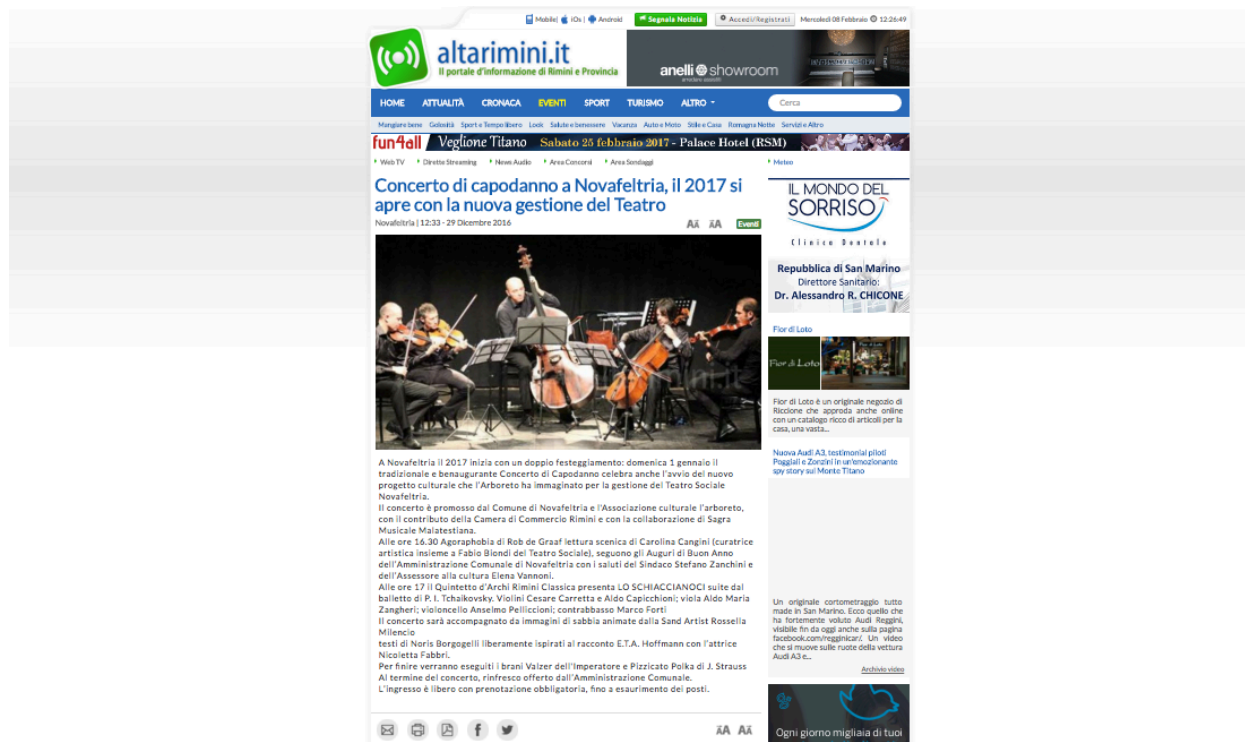 Mobile| iOs | Android Segnala Notizia Accedi/Registrati Mercoledì 08 Febbraio 12:26:49
altarimini.it
Il portale d'informazione di Rimini e Provincia
anelli showroom
HOME ATTUALITÀ CRONACA EVENTI SPORT TURISMO ALTRO Cerca
Mangiare bene Golosità Sport e Tempo libero Look Salute e benessere Vacanza Auto e Moto Stile e Casa Romagna Notte Servizi e Altro
fun4all Veglione Titano Sabato 25 febbraio 2017 - Palace Hotel (RSM)
Web TV Dirette Streaming News Audio Area Concorsi Area Sondaggi Meteo
Concerto di capodanno a Novafeltria, il 2017 si
apre con la nuova gestione del Teatro
Novafeltria | 12:33 - 29 Dicembre 2016 Eventi
A Novafeltria il 2017 inizia con un doppio festeggiamento: domenica 1 gennaio il
tradizionale e benaugurante Concerto di Capodanno celebra anche l'avvio del nuovo
progetto culturale che l'Arboreto ha immaginato per la gestione del Teatro Sociale
Novafeltria.
Il concerto è promosso dal Comune di Novafeltria e l'Associazione culturale l'arboreto,
con il contributo della Camera di Commercio Rimini e con la collaborazione di Sagra
Musicale Malatestiana.
Alle ore 16.30 Agoraphobia di Rob de Graaf lettura scenica di Carolina Cangini (curatrice
artistica insieme a Fabio Biondi del Teatro Sociale), seguono gli Auguri di Buon Anno
dell'Amministrazione Comunale di Novafeltria con i saluti del Sindaco Stefano Zanchini e
dell'Assessore alla cultura Elena Vannoni.
Alle ore 17 il Quintetto d'Archi Rimini Classica presenta LO SCHIACCIANOCI suite dal
balletto di P. I. Tchaikovsky. Violini Cesare Carretta e Aldo Capicchioni; viola Aldo Maria
Zangheri; violoncello Anselmo Pelliccioni; contrabbasso Marco Forti
Il concerto sarà accompagnato da immagini di sabbia animate dalla Sand Artist Rossella
Milencio
testi di Noris Borgogelli liberamente ispirati al racconto E.T.A. Hoffmann con l'attrice
Nicoletta Fabbri.
Per finire verranno eseguiti i brani Valzer dell'Imperatore e Pizzicato Polka di J. Strauss
Al termine del concerto, rinfresco offerto dall'Amministrazione Comunale.
L'ingresso è libero con prenotazione obbligatoria, fino a esaurimento dei posti.
IL MONDO DEL
SORRISO
Clinica Dentale
Repubblica di San Marino
Direttore Sanitario:
Dr. Alessandro R. CHICONE
Fior di Loto
Fior di Loto
Fior di Loto è un originale negozio di
Riccione che approda anche online
con un catalogo ricco di articoli per la
casa, una vasta...
Nuova Audi A3, testimonial piloti
Poggiali e Zonzini in un'emozionante
spy story sul Monte Titano
Un originale cortometraggio tutto
made in San Marino. Ecco quello che
ha fortemente voluto Audi Reggini,
visibile fin da oggi anche sulla pagina
facebook.com/regginicar/. Un video
che si muove sulle ruote della vettura
Audi A3 e...
Archivio video
Ogni giorno migliaia di tuoi